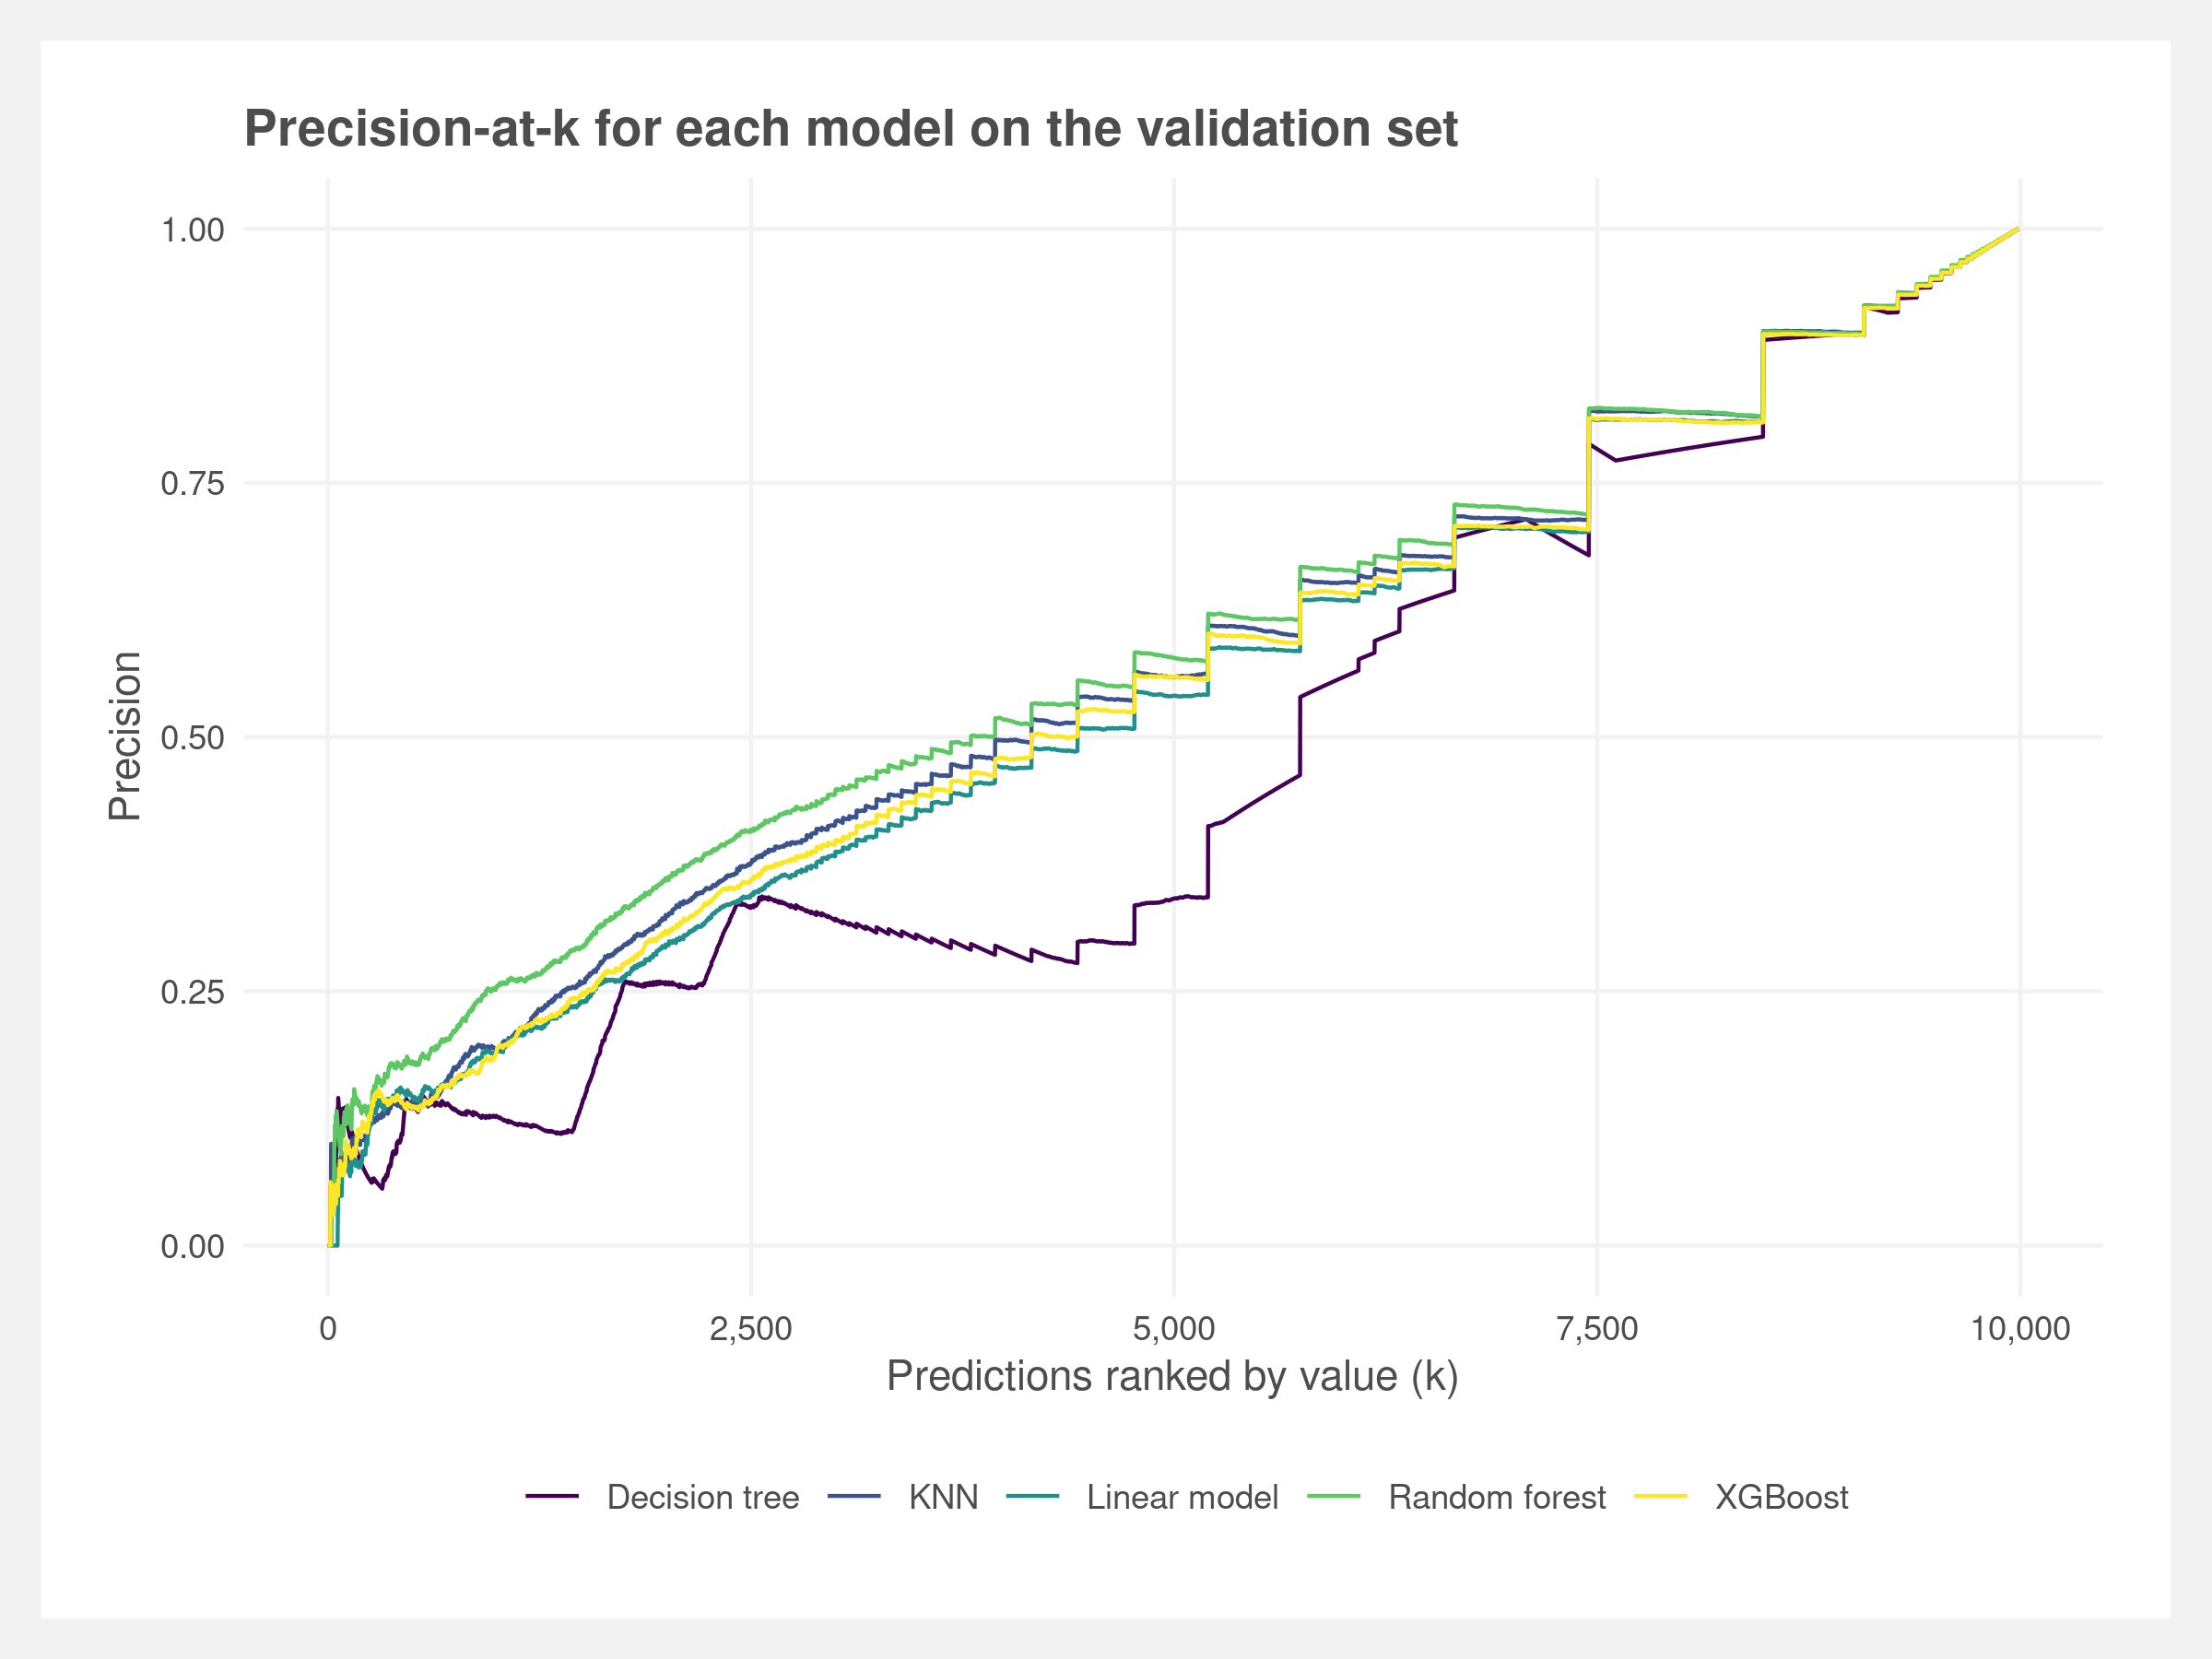 Precision-at-k for each model on the validation set
1.00
0.75
0.50
0.25
0.00
Precision
0 2,500 5,000 7,500 10,000
Predictions ranked by value (k)
Decision tree KNN Linear model Random forest XGBoost